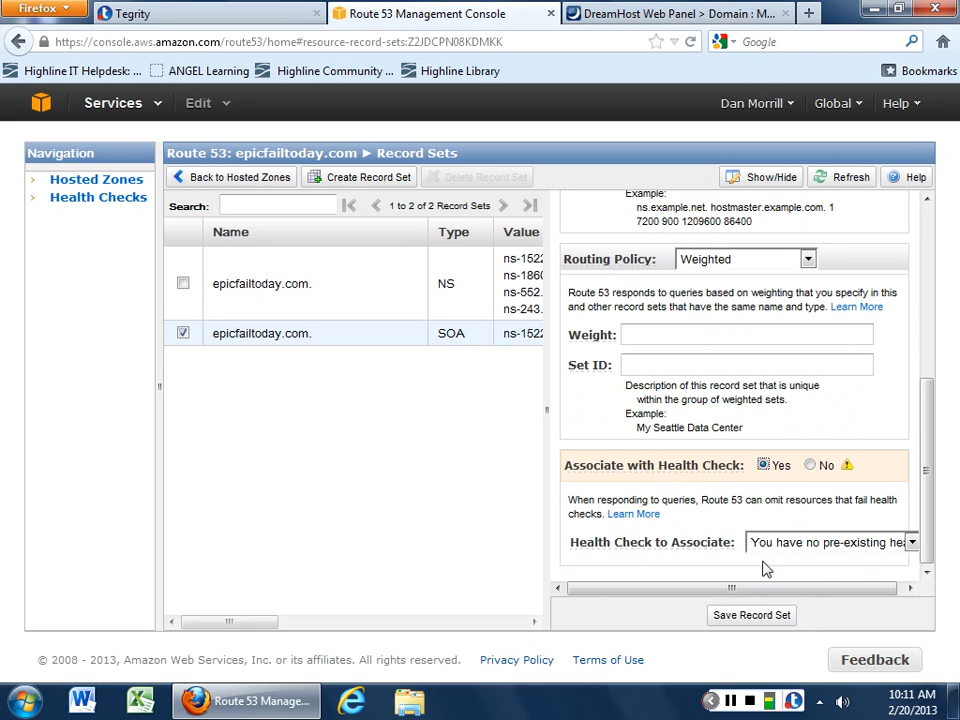 Firefox
Tegrity
Route 53 Management Console
DreamHost Web Panel > Domain : M...
https://console.aws.amazon.com/route53/home#resource-record-sets:Z2JDCPN08KDMKK
Google
Highline IT Helpdesk: ...
ANGEL Learning
Highline Community ...
Highline Library
Bookmarks
Services
Edit
Dan Morrill
Global
Help
Navigation
Hosted Zones
Health Checks
Route 53: epicfailtoday.com ▸ Record Sets
Back to Hosted Zones
Create Record Set
Delete Record Set
Show/Hide
Refresh
Help
Search:
1 to 2 of 2 Record Sets
Name
Type
Value
epicfailtoday.com.
NS
ns-1522
ns-1860
ns-552.
ns-243.
epicfailtoday.com.
SOA
ns-1522
Example:
ns.example.net. hostmaster.example.com. 1
7200 900 1209600 86400
Routing Policy:
Weighted
Route 53 responds to queries based on weighting that you specify in this
and other record sets that have the same name and type. Learn More
Weight:
Set ID:
Description of this record set that is unique
within the group of weighted sets.
Example:
My Seattle Data Center
Associate with Health Check:
Yes
No
When responding to queries, Route 53 can omit resources that fail health
checks. Learn More
Health Check to Associate:
You have no pre-existing hea
Save Record Set
© 2008 - 2013, Amazon Web Services, Inc. or its affiliates. All rights reserved.
Privacy Policy
Terms of Use
Feedback
Route 53 Manage...
10:11 AM
2/20/2013